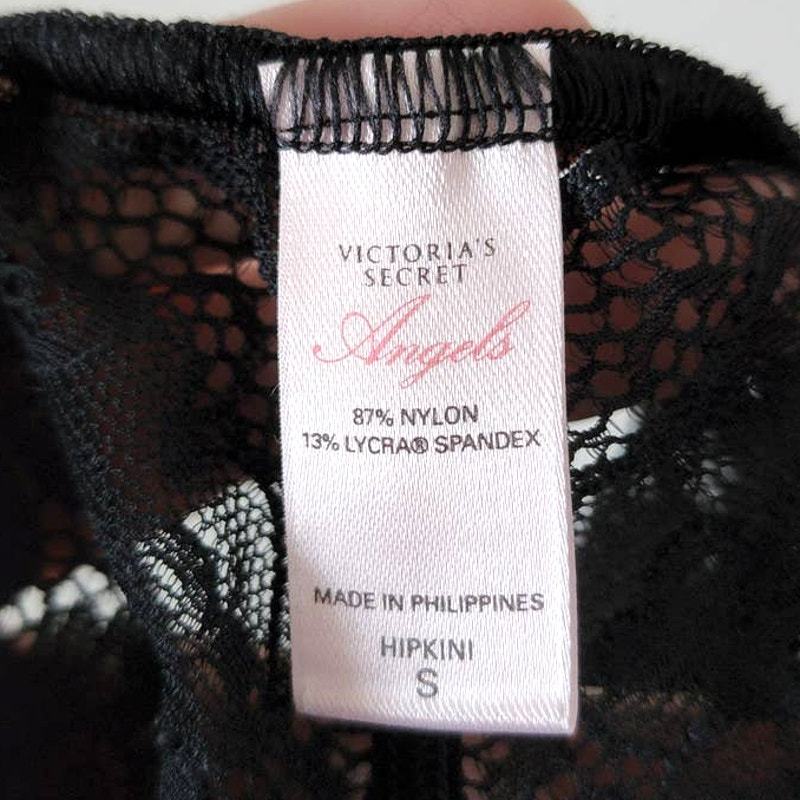 VICTORIA'S
SECRET
Angels
87% NYLON
13% LYCRA® SPANDEX
MADE IN PHILIPPINES
HIPKINI
S